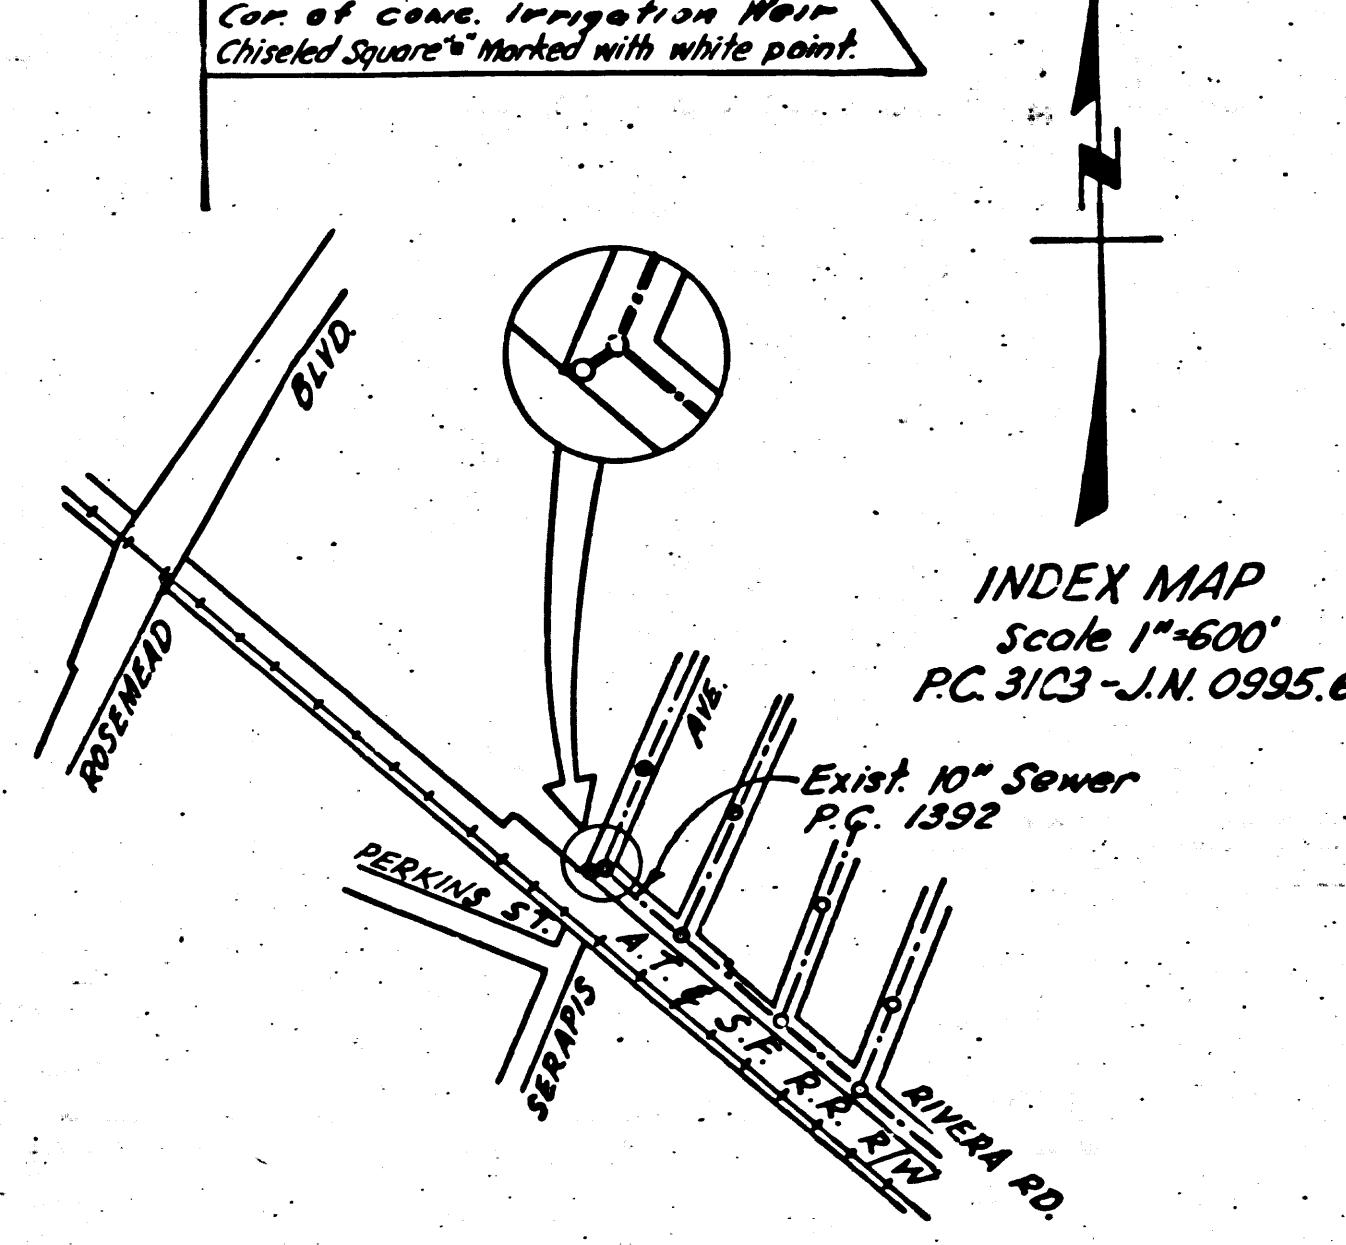 Cor. of conc. Irrigation Weir
Chiseled Square "□" Marked with white paint.
N
BLVD.
ROSEMEAD
INDEX MAP
Scale 1"=600'
P.C. 31C3-J.N. 0995.6
AVE.
Exist. 10" Sewer
P.C. 1392
PERKINS ST.
SERAPIS
A.T. & S.F. R.R. R/W
RIVERA RD.